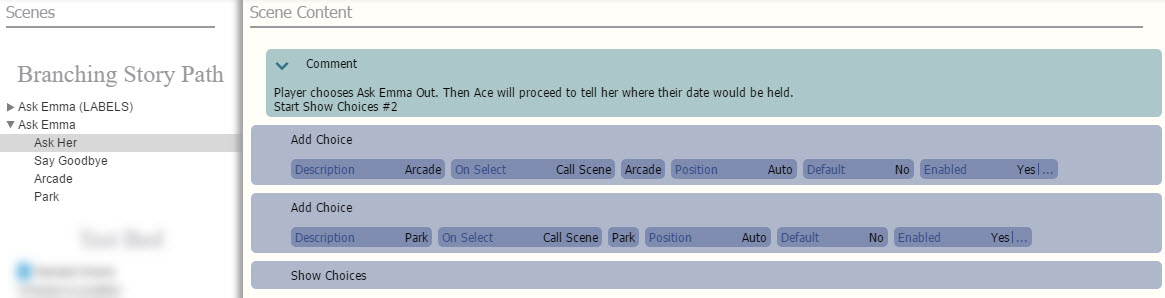 Scenes
Branching Story Path
Ask Emma (LABELS)
Ask Emma
Ask Her
Say Goodbye
Arcade
Park
Scene Content
Comment
Player chooses Ask Emma Out. Then Ace will proceed to tell her where their date would be held.
Start Show Choices #2
Add Choice
Description Arcade On Select Call Scene Arcade Position Auto Default No Enabled Yes|...
Add Choice
Description Park On Select Call Scene Park Position Auto Default No Enabled Yes|...
Show Choices